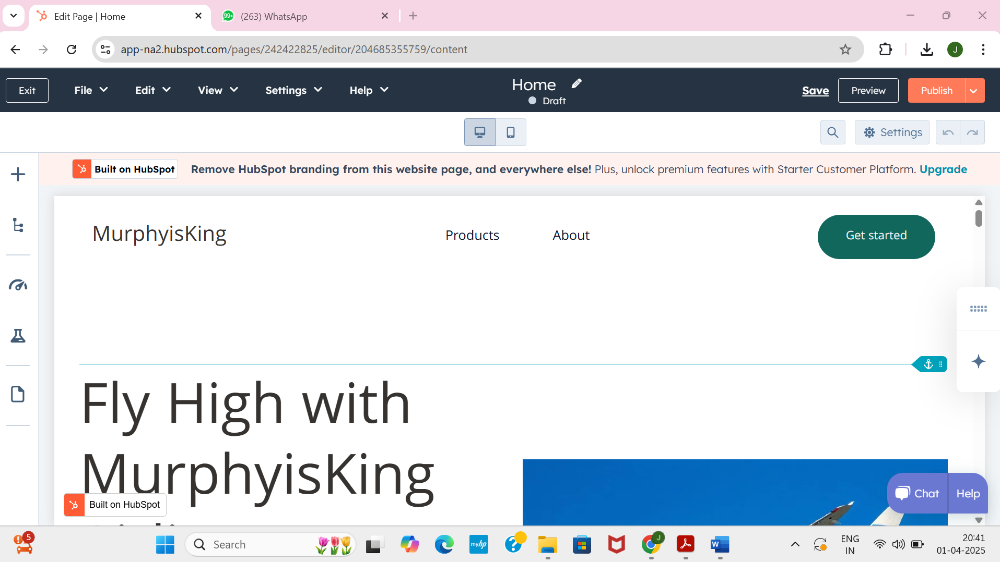 Edit Page | Home
99+
(263) WhatsApp
app-na2.hubspot.com/pages/242422825/editor/204685355759/content
J
Exit
File
Edit
View
Settings
Help
Home
Draft
Save
Preview
Publish
Settings
Built on HubSpot
Remove HubSpot branding from this website page, and everywhere else! Plus, unlock premium features with Starter Customer Platform. Upgrade
MurphyisKing
Products
About
Get started
Fly High with
MurphyisKing
Built on HubSpot
Chat
Help
5
Search
myhp
J
W
ENG
IN
20:41
01-04-2025